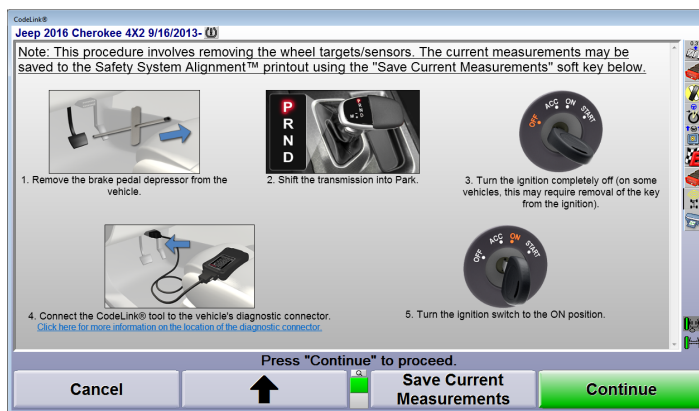 CodeLink®
Jeep 2016 Cherokee 4X2 9/16/2013-
Note: This procedure involves removing the wheel targets/sensors. The current measurements may be
saved to the Safety System Alignment™ printout using the "Save Current Measurements" soft key below.
P
R
N
D
OFF ACC ON START
1. Remove the brake pedal depressor from the
vehicle.
2. Shift the transmission into Park.
3. Turn the ignition completely off (on some
vehicles, this may require removal of the key
from the ignition).
OFF ACC ON START
4. Connect the CodeLink® tool to the vehicle's diagnostic connector.
Click here for more information on the location of the diagnostic connector.
5. Turn the ignition switch to the ON position.
Press "Continue" to proceed.
Cancel
Save Current
Measurements
Continue